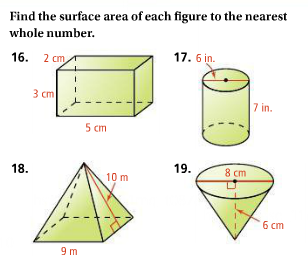 Find the surface area of each figure to the nearest
whole number.
16. 2 cm
3 cm
5 cm
17. 6 in.
7 in.
18. 10 m
9 m
19. 8 cm
6 cm